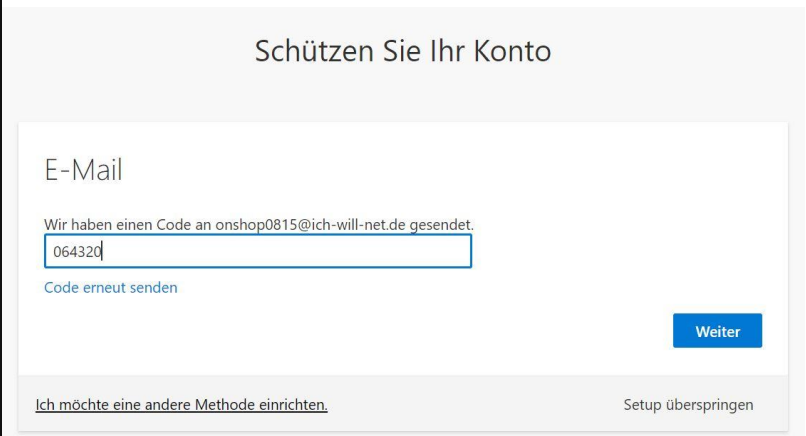 Schützen Sie Ihr Konto
E-Mail
Wir haben einen Code an onshop0815@ich-will-net.de gesendet.
064320
Code erneut senden
Weiter
Ich möchte eine andere Methode einrichten.
Setup überspringen